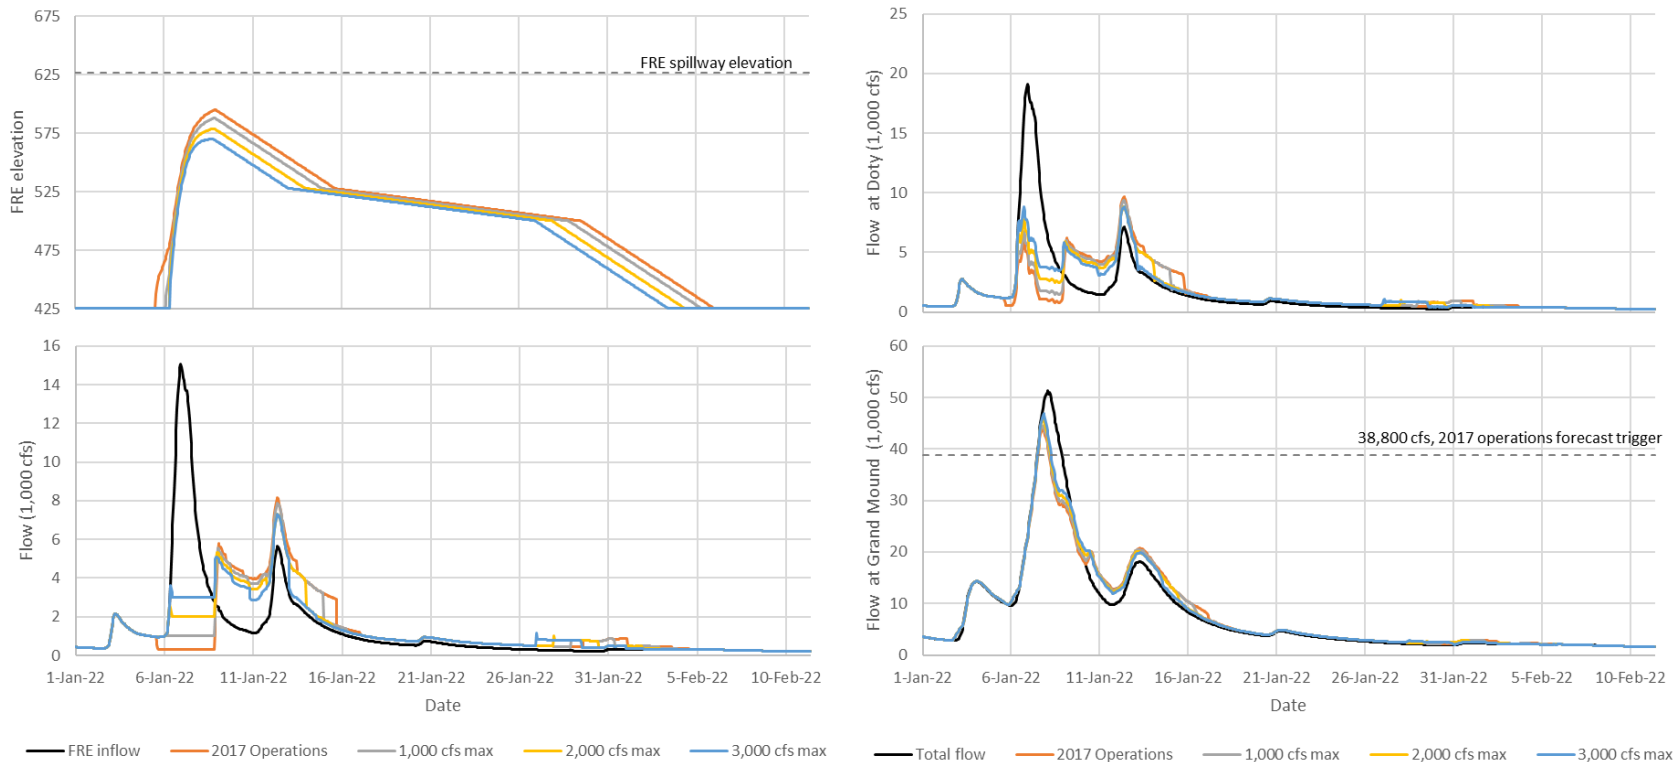 675
625
575
525
475
425
FRE elevation
FRE spillway elevation
25
20
15
10
5
0
Flow at Doty (1,000 cfs)
16
14
12
10
8
6
4
2
0
Flow (1,000 cfs)
1-Jan-22 6-Jan-22 11-Jan-22 16-Jan-22 21-Jan-22 26-Jan-22 31-Jan-22 5-Feb-22 10-Feb-22
Date
60
50
40
30
20
10
0
Flow at Grand Mound (1,000 cfs)
38,800 cfs, 2017 operations forecast trigger
1-Jan-22 6-Jan-22 11-Jan-22 16-Jan-22 21-Jan-22 26-Jan-22 31-Jan-22 5-Feb-22 10-Feb-22
Date
FRE inflow 2017 Operations 1,000 cfs max 2,000 cfs max 3,000 cfs max
Total flow 2017 Operations 1,000 cfs max 2,000 cfs max 3,000 cfs max